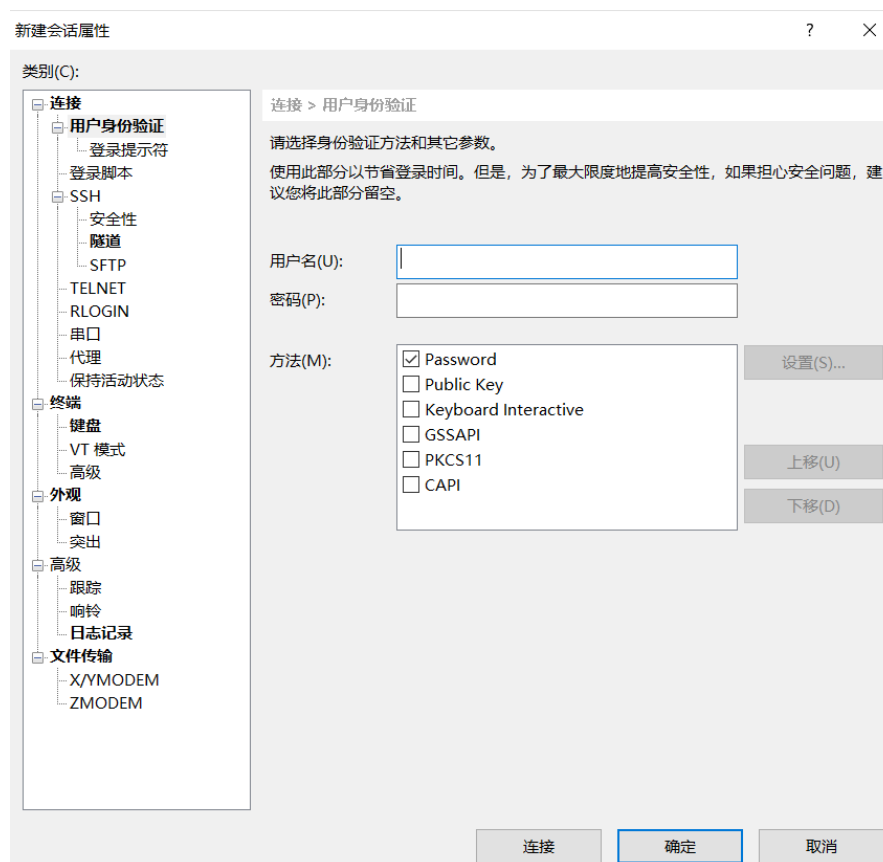 新建会话属性
?
类别(C):
连接
用户身份验证
登录提示符
登录脚本
SSH
安全性
隧道
SFTP
TELNET
RLOGIN
串口
代理
保持活动状态
终端
键盘
VT 模式
高级
外观
窗口
突出
高级
跟踪
响铃
日志记录
文件传输
X/YMODEM
ZMODEM
连接 > 用户身份验证
请选择身份验证方法和其它参数。
使用此部分以节省登录时间。但是，为了最大限度地提高安全性，如果担心安全问题，建
议您将此部分留空。
用户名(U):
密码(P):
方法(M):
Password
Public Key
Keyboard Interactive
GSSAPI
PKCS11
CAPI
设置(S)...
上移(U)
下移(D)
连接
确定
取消